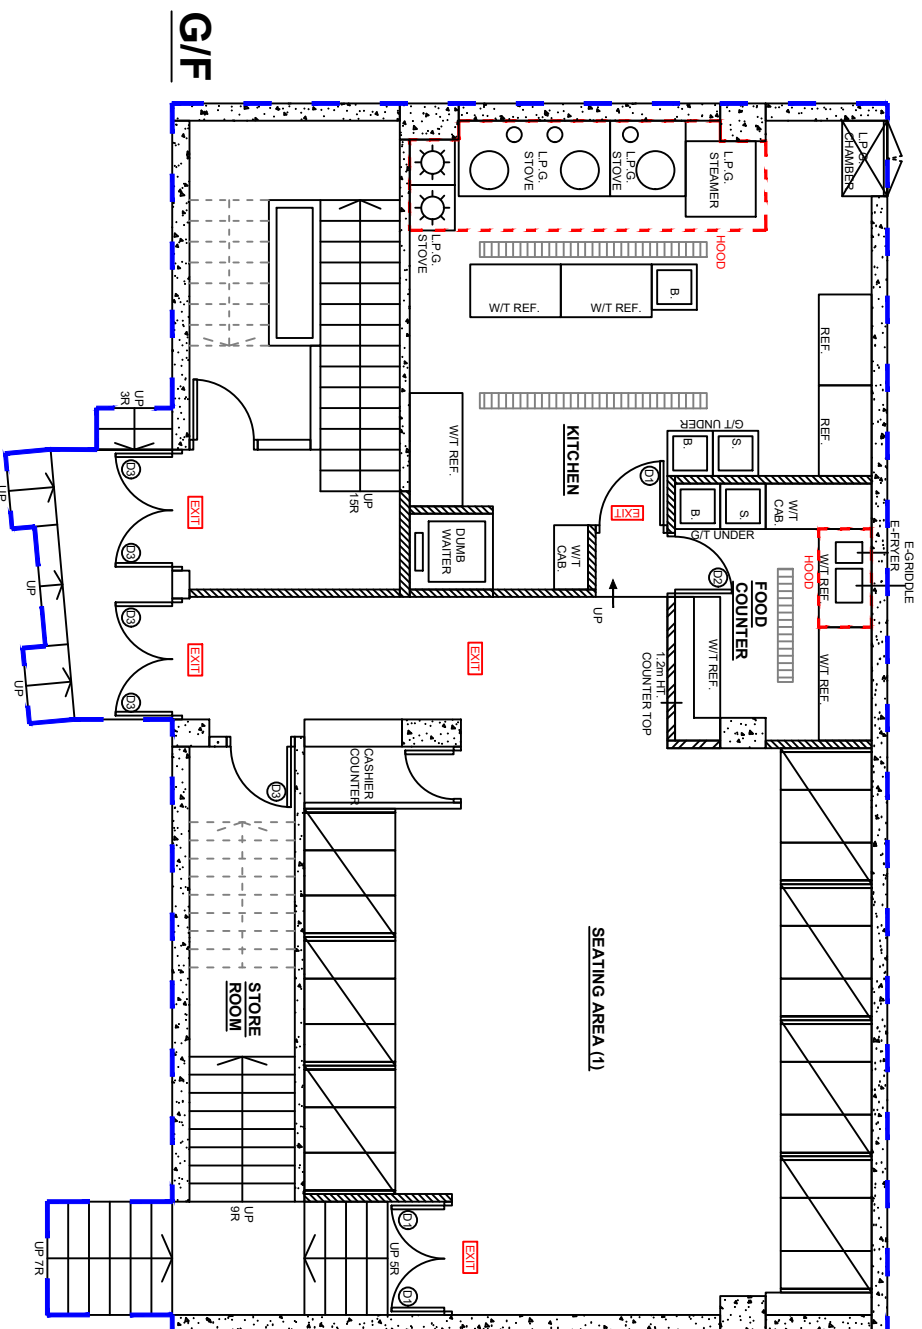 G/F
L.P.G.
CHAMBER
L.P.G.
STEAMER
L.P.G.
STOVE
L.P.G.
STOVE
L.P.G.
STOVE
HOOD
W/T REF.
W/T REF.
B.
REF.
REF.
W/T REF.
KITCHEN
G/T UNDER
B.
S.
D1
EXIT
B.
S.
G/T UNDER
W/T
CAB.
E-GRIDDLE
E-FRYER
W/T REF.
HOOD
W/T REF.
FOOD
COUNTER
D2
W/T REF.
1.2m HT.
COUNTER TOP
W/T
CAB.
DUMB
WAITER
UP
UP
15R
UP
3R
D3
EXIT
D3
D3
EXIT
D3
UP
UP
UP
EXIT
CASHIER
COUNTER
D3
STORE
ROOM
SEATING AREA (1)
UP
9R
UP 7R
UP 5R
D1
D1
EXIT